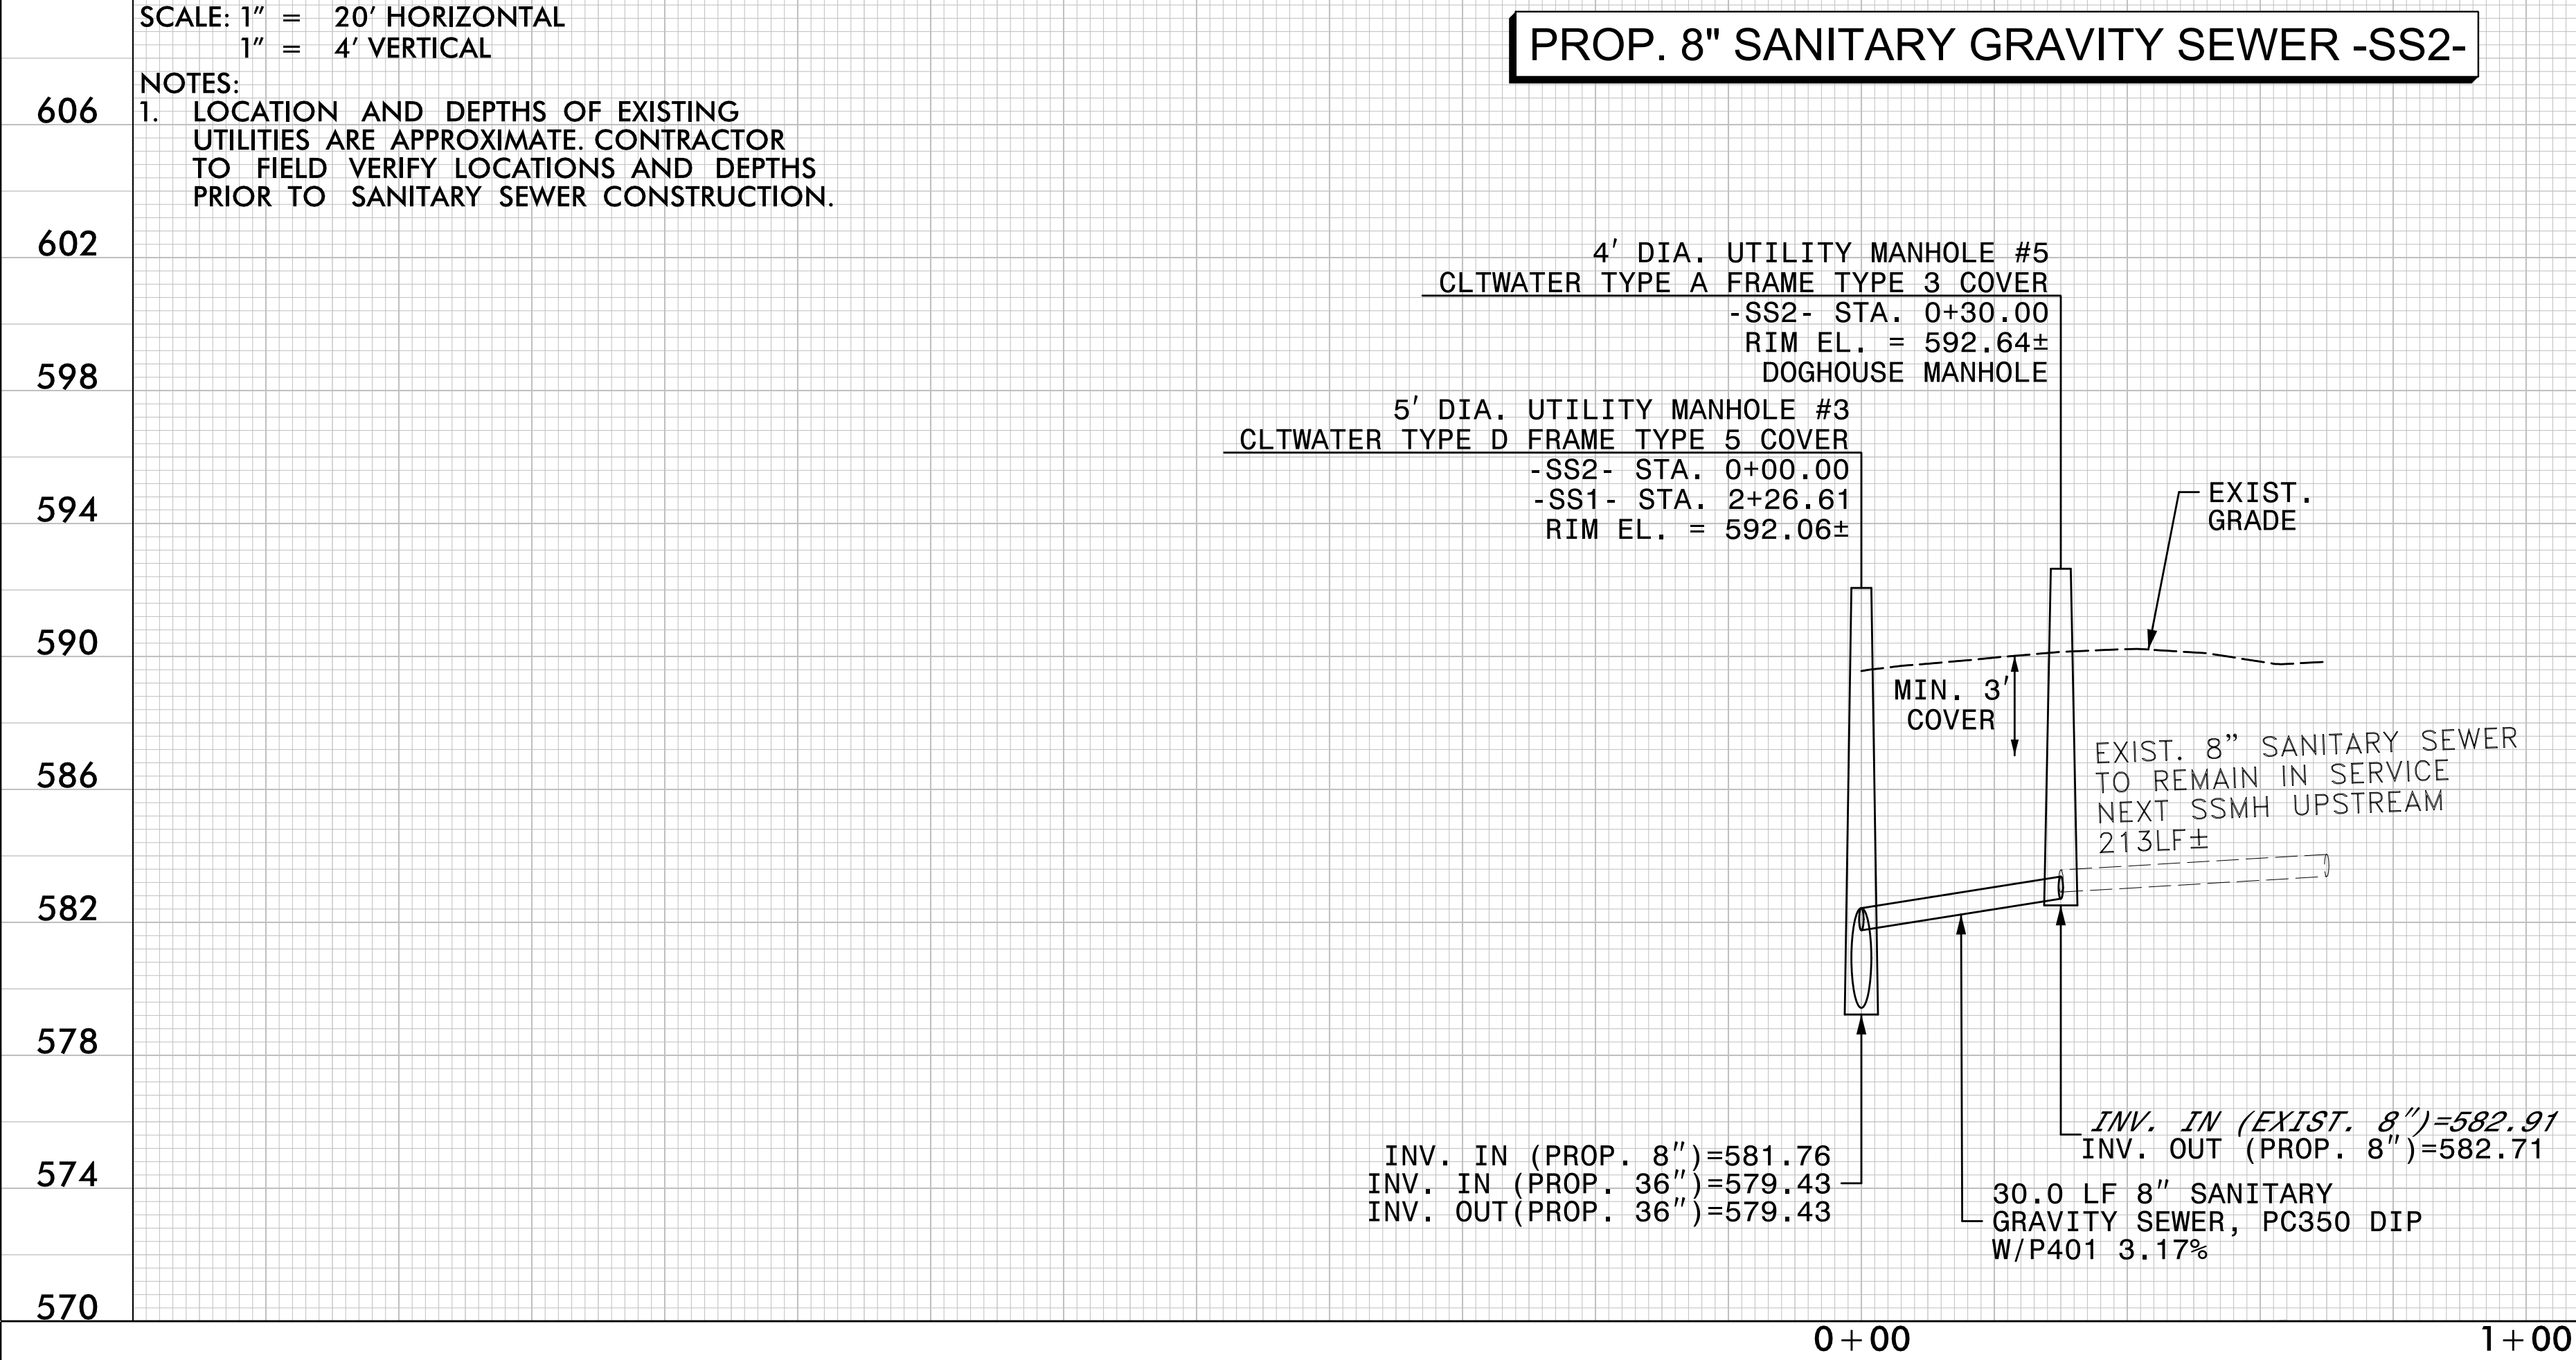 SCALE: 1" = 20' HORIZONTAL
1" = 4' VERTICAL
NOTES:
1. LOCATION AND DEPTHS OF EXISTING
UTILITIES ARE APPROXIMATE. CONTRACTOR
TO FIELD VERIFY LOCATIONS AND DEPTHS
PRIOR TO SANITARY SEWER CONSTRUCTION.
PROP. 8" SANITARY GRAVITY SEWER -SS2-
606
602
598
594
590
586
582
578
574
570
4' DIA. UTILITY MANHOLE #5
CLTWATER TYPE A FRAME TYPE 3 COVER
-SS2- STA. 0+30.00
RIM EL. = 592.64±
DOGHOUSE MANHOLE
5' DIA. UTILITY MANHOLE #3
CLTWATER TYPE D FRAME TYPE 5 COVER
-SS2- STA. 0+00.00
-SS1- STA. 2+26.61
RIM EL. = 592.06±
EXIST.
GRADE
MIN. 3'
COVER
EXIST. 8" SANITARY SEWER
TO REMAIN IN SERVICE
NEXT SSMH UPSTREAM
213LF±
INV. IN (PROP. 8")=581.76
INV. IN (PROP. 36")=579.43
INV. OUT(PROP. 36")=579.43
INV. IN (EXIST. 8")=582.91
INV. OUT (PROP. 8")=582.71
30.0 LF 8" SANITARY
GRAVITY SEWER, PC350 DIP
W/P401 3.17%
0+00
1+00